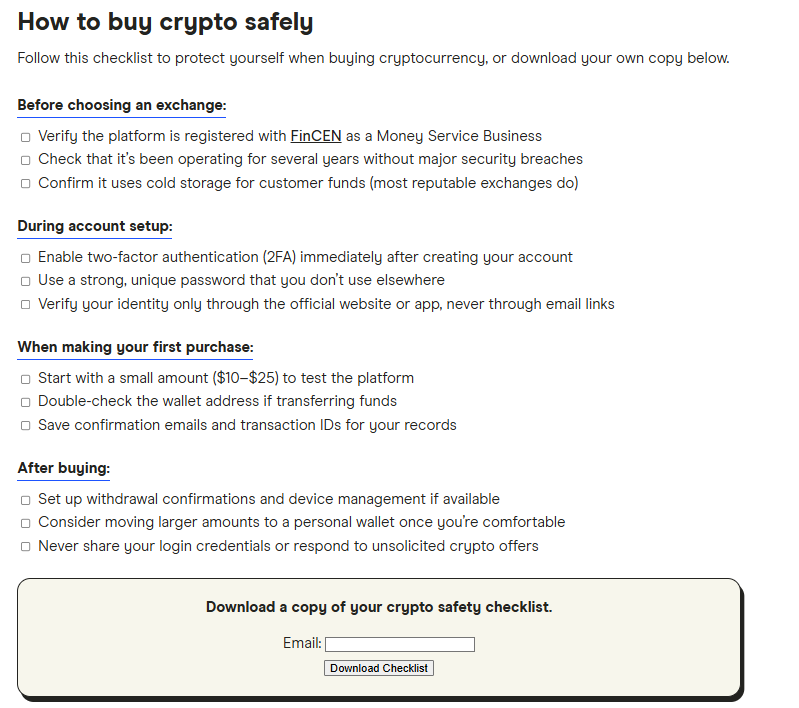 How to buy crypto safely
Follow this checklist to protect yourself when buying cryptocurrency, or download your own copy below.
Before choosing an exchange:
Verify the platform is registered with FinCEN as a Money Service Business
Check that it’s been operating for several years without major security breaches
Confirm it uses cold storage for customer funds (most reputable exchanges do)
During account setup:
Enable two-factor authentication (2FA) immediately after creating your account
Use a strong, unique password that you don’t use elsewhere
Verify your identity only through the official website or app, never through email links
When making your first purchase:
Start with a small amount ($10–$25) to test the platform
Double-check the wallet address if transferring funds
Save confirmation emails and transaction IDs for your records
After buying:
Set up withdrawal confirmations and device management if available
Consider moving larger amounts to a personal wallet once you’re comfortable
Never share your login credentials or respond to unsolicited crypto offers
Download a copy of your crypto safety checklist.
Email:
Download Checklist